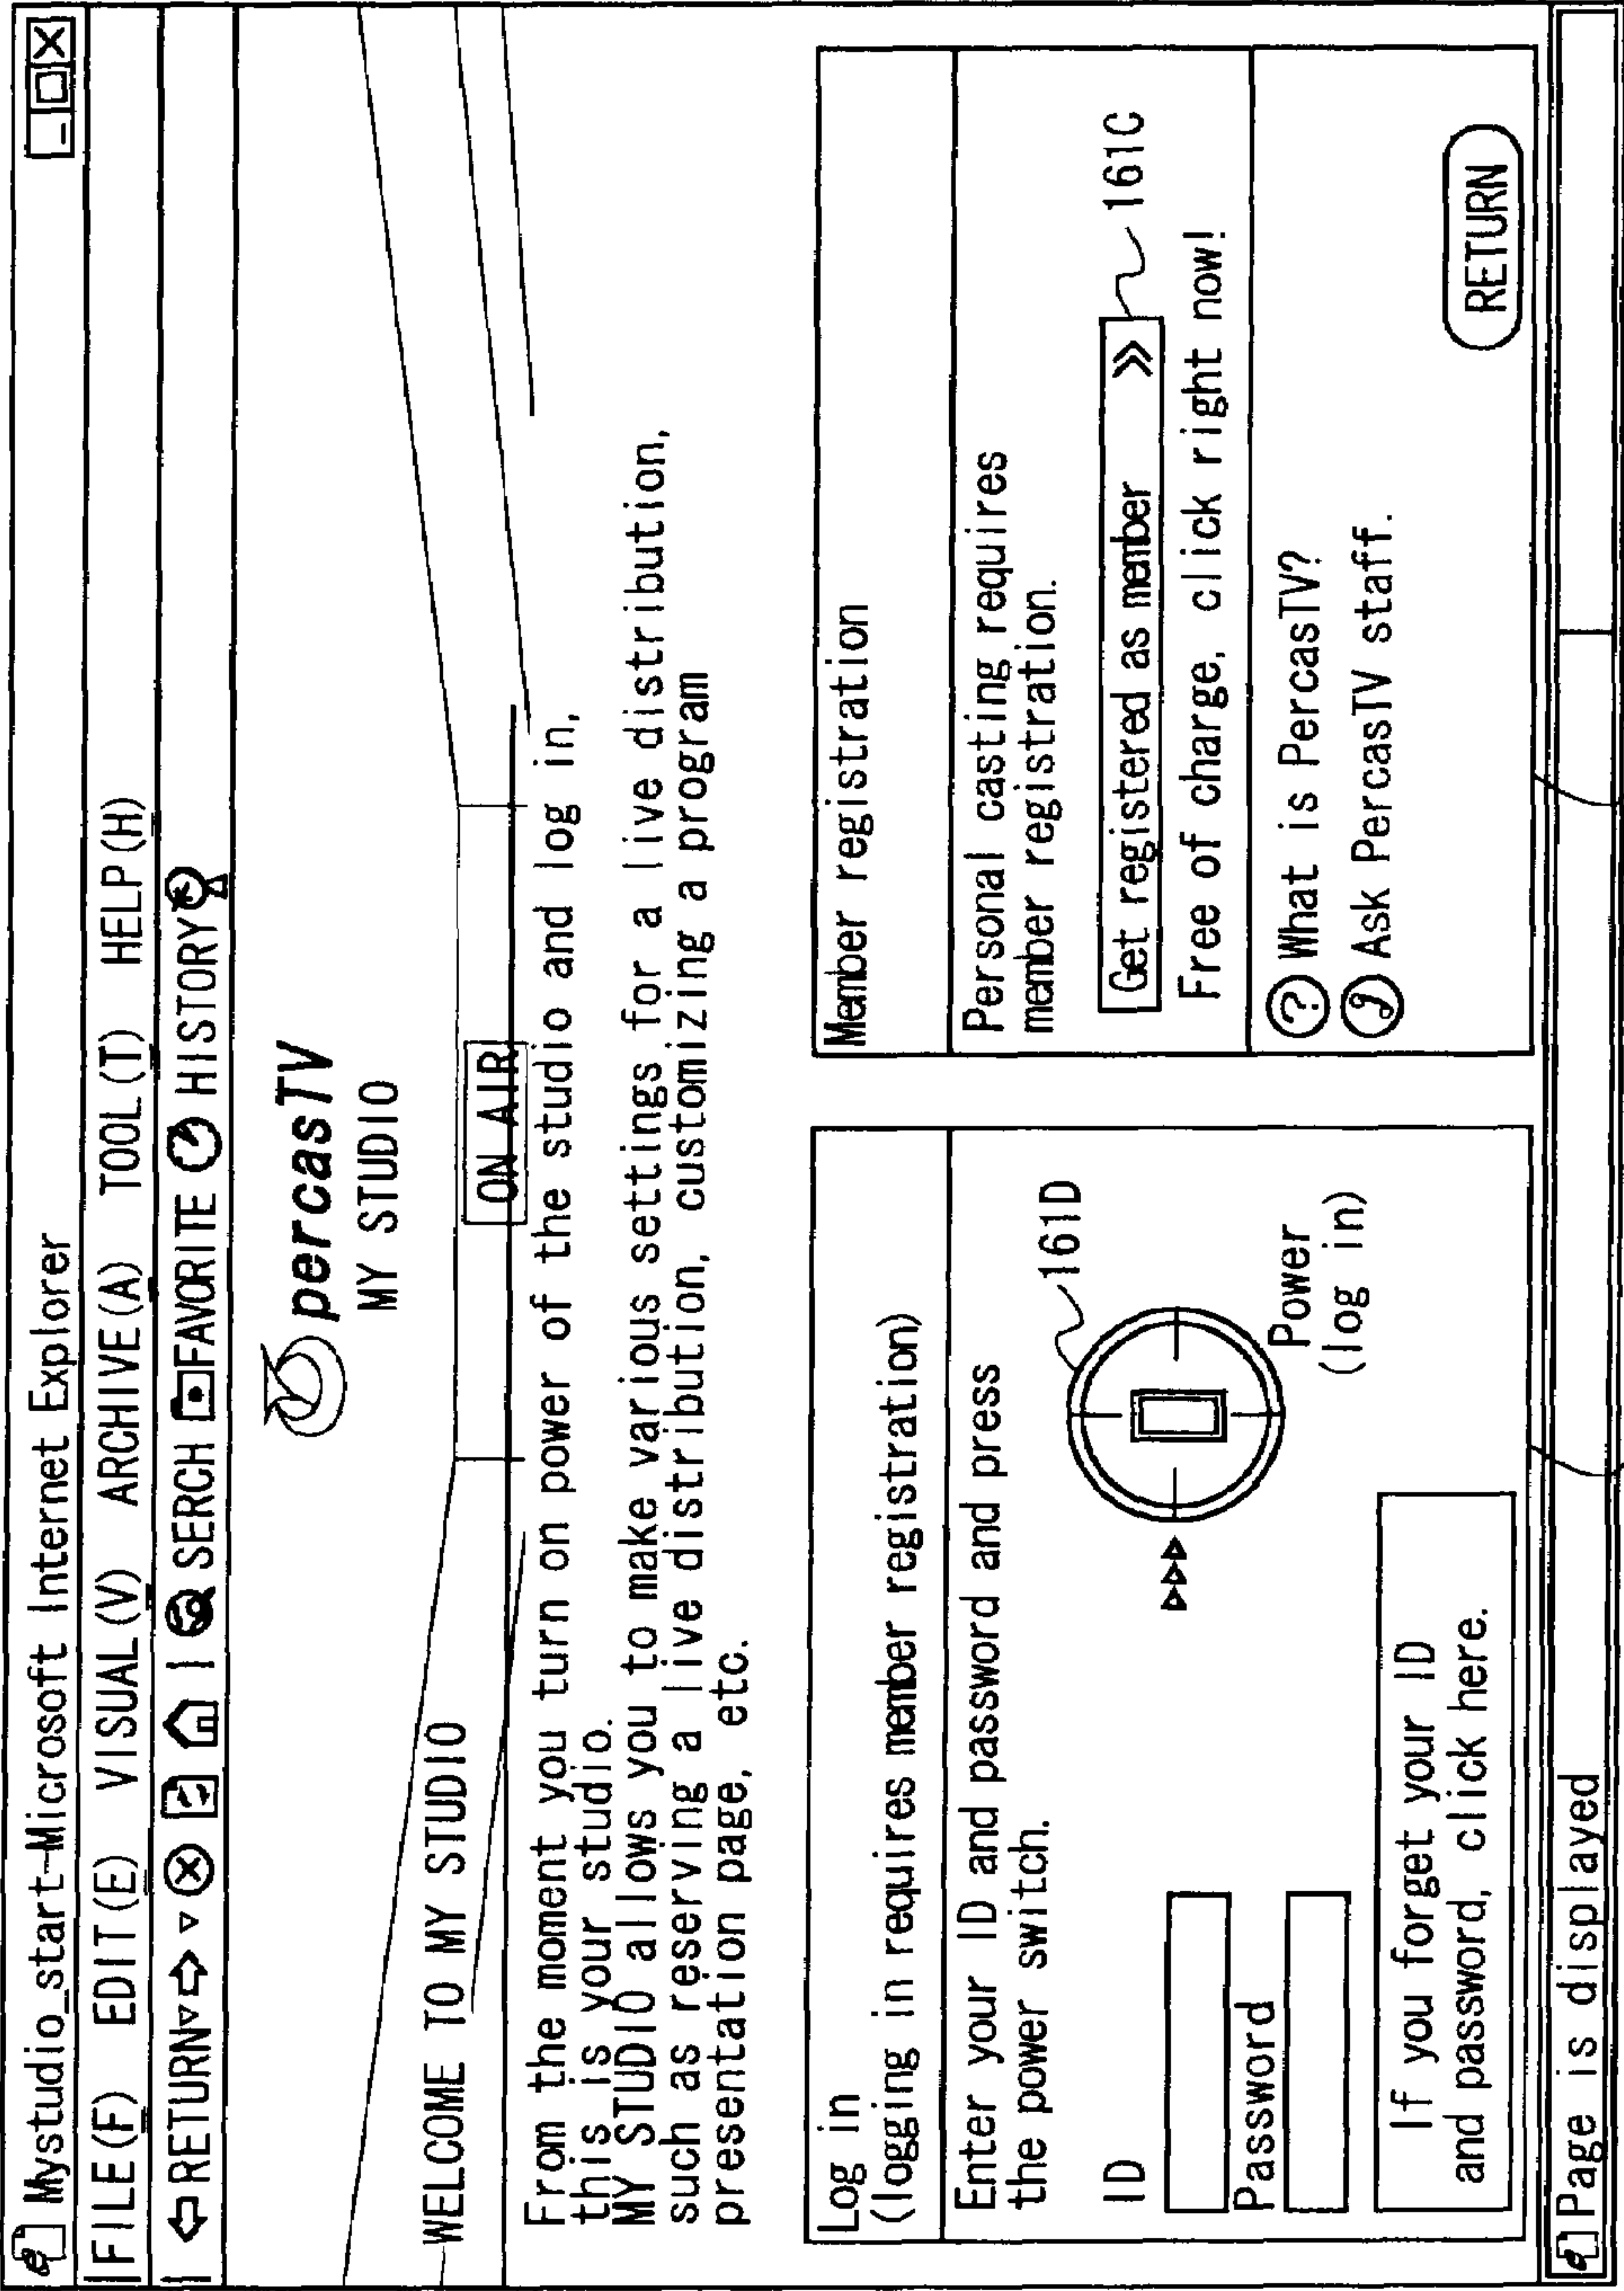 Mystudio_start-Microsoft Internet Explorer
FILE(F) EDIT(E) VISUAL(V) ARCHIVE(A) TOOL(T) HELP(H)
RETURN SERCH FAVORITE HISTORY
percasTV
MY STUDIO
WELCOME TO MY STUDIO
ON AIR
From the moment you turn on power of the studio and log in,
this is your studio.
MY STUDIO allows you to make various settings for a live distribution,
such as reserving a live distribution, customizing a program
presentation page, etc.
Log in
(logging in requires member registration)
Enter your ID and password and press
the power switch.
161D
ID
Password
Power
(log in)
If you forget your ID
and password, click here.
Member registration
Personal casting requires
member registration.
Get registered as member »
161C
Free of charge, click right now!
? What is PercasTV?
Ask PercasTV staff.
RETURN
Page is displayed